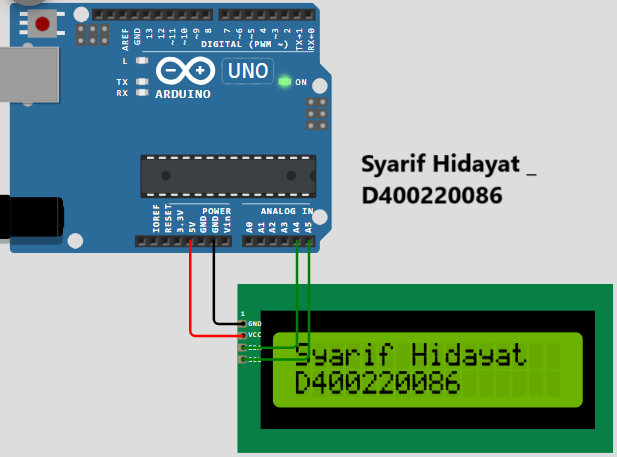 AREF
GND
13
12
~11
~10
~9
8
7
~6
~5
4
~3
2
TX→1
RX←0
DIGITAL (PWM ~)
L
TX
RX
UNO
ON
ARDUINO
Syarif Hidayat _
D400220086
IOREF
RESET
3.3V
5V
GND
GND
Vin
POWER
ANALOG IN
A0
A1
A2
A3
A4
A5
1
GND
VCC
Syarif Hidayat
D400220086